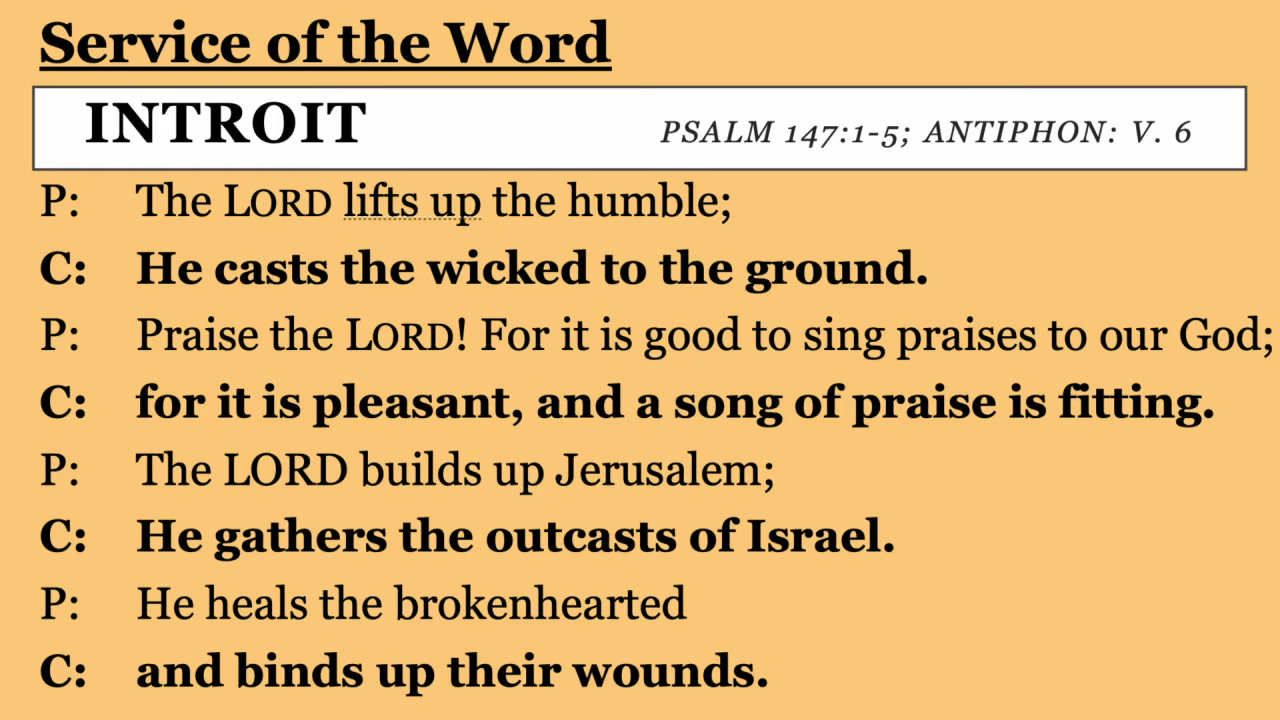 Service of the Word
INTROIT PSALM 147:1-5; ANTIPHON: V. 6
P: The LORD lifts up the humble;
C: He casts the wicked to the ground.
P: Praise the LORD! For it is good to sing praises to our God;
C: for it is pleasant, and a song of praise is fitting.
P: The LORD builds up Jerusalem;
C: He gathers the outcasts of Israel.
P: He heals the brokenhearted
C: and binds up their wounds.